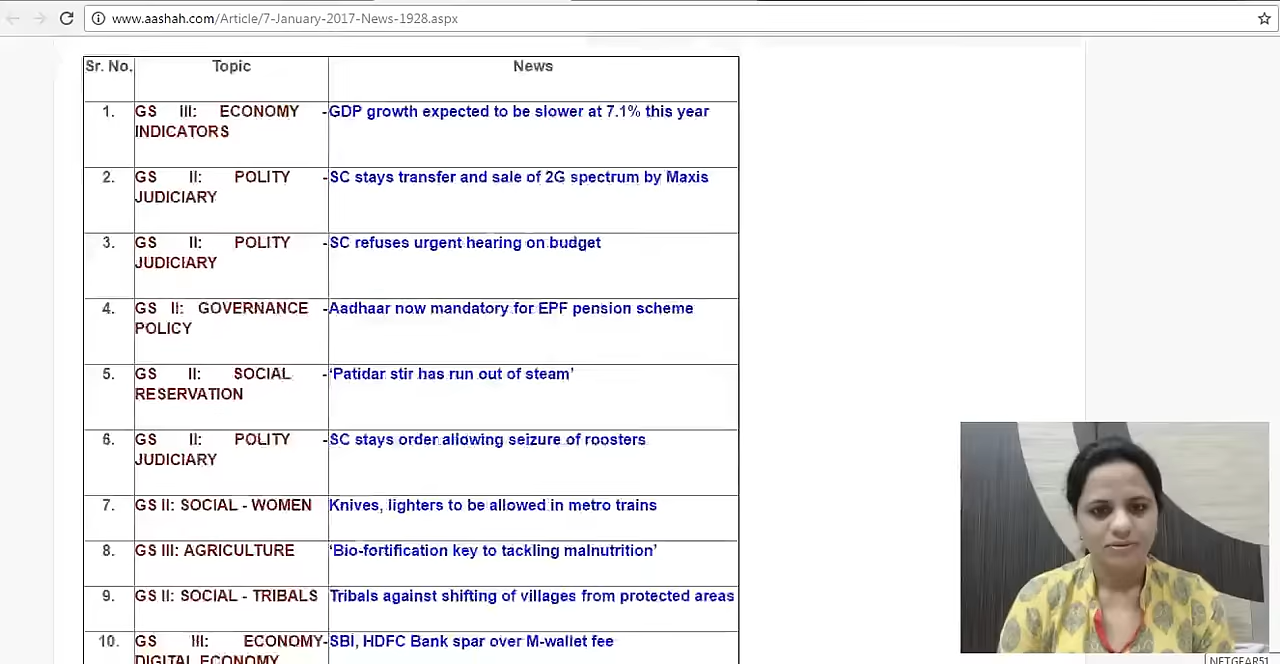 www.aashah.com/Article/7-January-2017-News-1928.aspx
Sr. No. Topic News
1. GS III: ECONOMY - GDP growth expected to be slower at 7.1% this year
INDICATORS
2. GS II: POLITY - SC stays transfer and sale of 2G spectrum by Maxis
JUDICIARY
3. GS II: POLITY - SC refuses urgent hearing on budget
JUDICIARY
4. GS II: GOVERNANCE - Aadhaar now mandatory for EPF pension scheme
POLICY
5. GS II: SOCIAL - ‘Patidar stir has run out of steam’
RESERVATION
6. GS II: POLITY - SC stays order allowing seizure of roosters
JUDICIARY
7. GS II: SOCIAL - WOMEN Knives, lighters to be allowed in metro trains
8. GS III: AGRICULTURE ‘Bio-fortification key to tackling malnutrition’
9. GS II: SOCIAL - TRIBALS Tribals against shifting of villages from protected areas
10. GS III: ECONOMY- SBI, HDFC Bank spar over M-wallet fee
DIGITAL ECONOMY
NETGEAR51